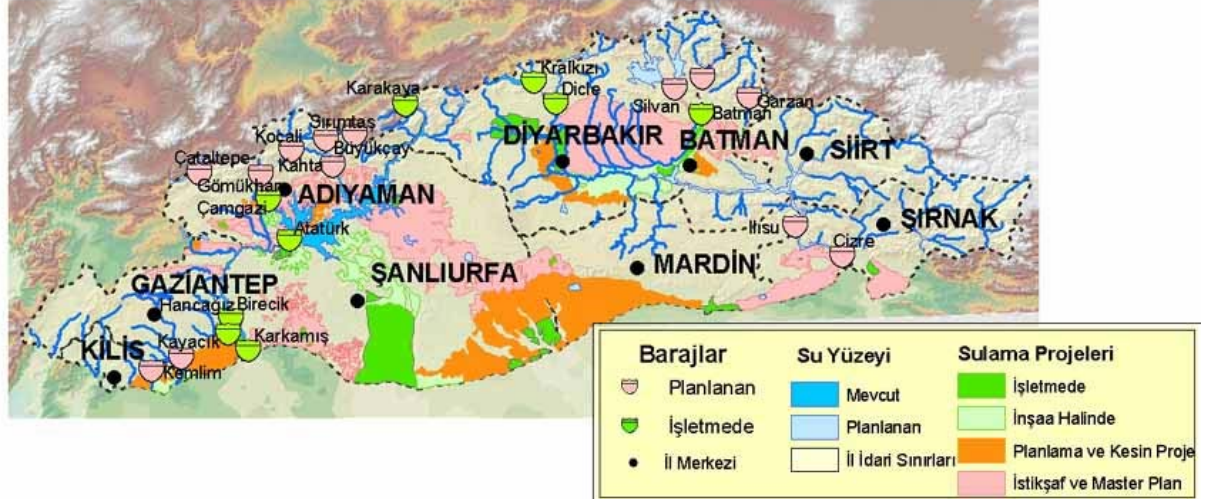 Kralkızı
Karakaya
Dicle
Silvan
Garzan
Batman
Sırımtaş
Koçali
DİYARBAKIR
BATMAN
SİİRT
Büyükçay
Çataltepe
Kahta
Gömükhan
ADIYAMAN
Çamgazi
ŞIRNAK
Atatürk
Ilısu
Cizre
MARDİN
ŞANLIURFA
GAZİANTEP
Hancağız
Birecik
Kayacık
Karkamış
KİLİS
Kemlim
Barajlar
Planlanan
İşletmede
İl Merkezi
Su Yüzeyi
Mevcut
Planlanan
İl İdari Sınırları
Sulama Projeleri
İşletmede
İnşaa Halinde
Planlama ve Kesin Proje
İstikşaf ve Master Plan